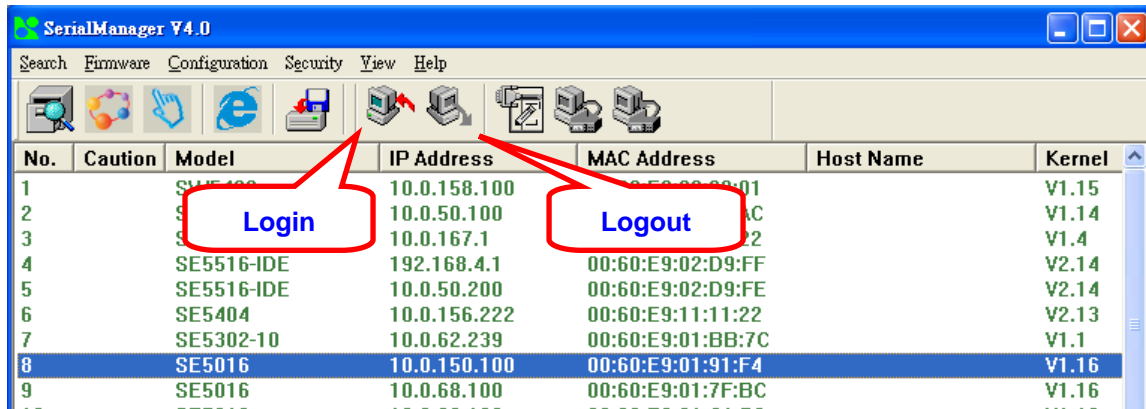 SerialManager V4.0
Search Firmware Configuration Security View Help
No. Caution Model IP Address MAC Address Host Name Kernel
1 10.0.158.100 :01 V1.15
2 10.0.50.100 AC V1.14
3 10.0.167.1 22 V1.4
Login
Logout
4 SE5516-IDE 192.168.4.1 00:60:E9:02:D9:FF V2.14
5 SE5516-IDE 10.0.50.200 00:60:E9:02:D9:FE V2.14
6 SE5404 10.0.156.222 00:60:E9:11:11:22 V2.13
7 SE5302-10 10.0.62.239 00:60:E9:01:BB:7C V1.1
8 SE5016 10.0.150.100 00:60:E9:01:91:F4 V1.16
9 SE5016 10.0.68.100 00:60:E9:01:7F:BC V1.16